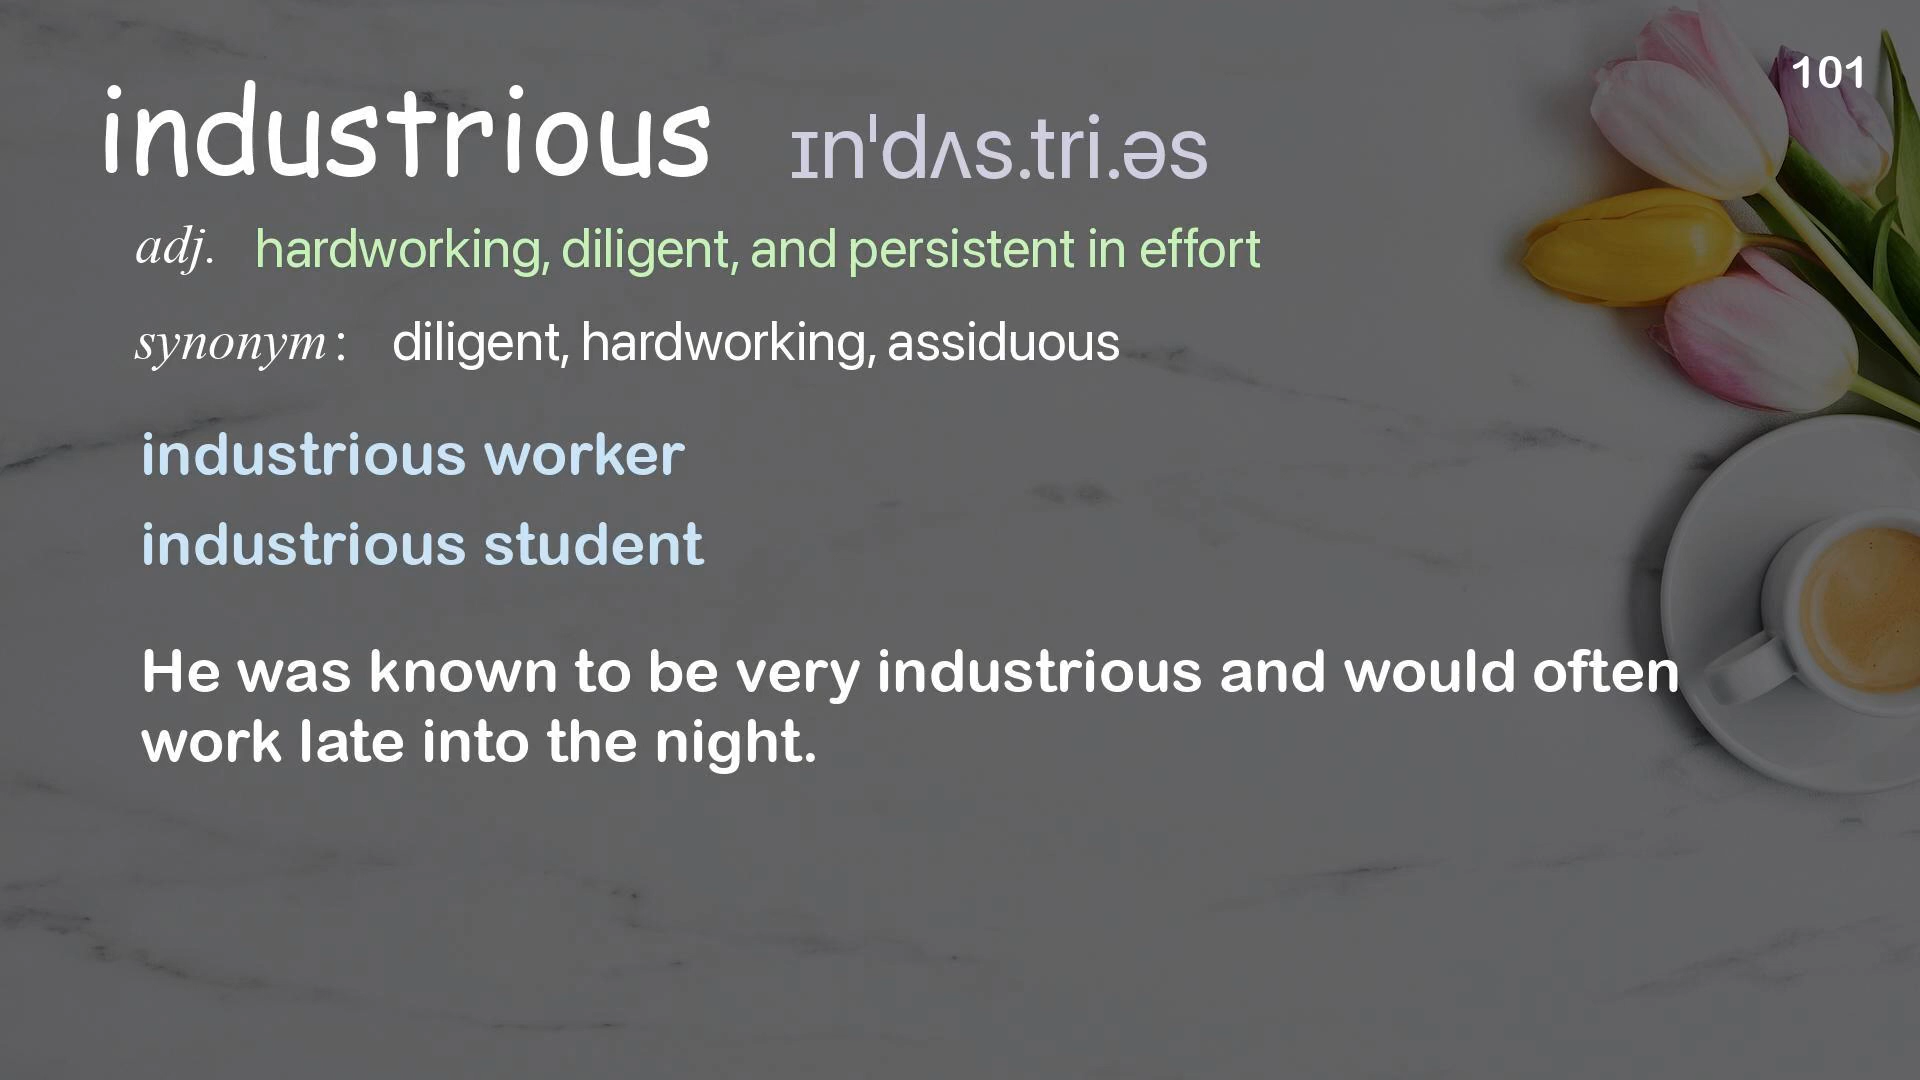 101
industrious ɪnˈdʌs.tri.əs
adj. hardworking, diligent, and persistent in effort
synonym : diligent, hardworking, assiduous
industrious worker
industrious student
He was known to be very industrious and would often
work late into the night.